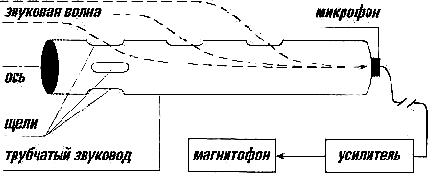 звуковая волна
микрофон
ось
щели
трубчатый звуковод
магнитофон
усилитель